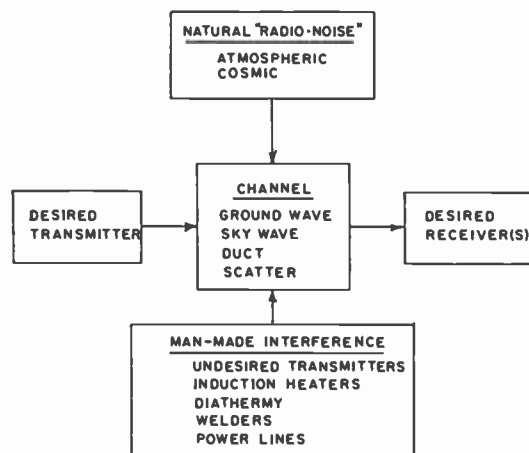 NATURAL "RADIO-NOISE"
ATMOSPHERIC
COSMIC
DESIRED
TRANSMITTER
CHANNEL
GROUND WAVE
SKY WAVE
DUCT
SCATTER
DESIRED
RECEIVER(S)
MAN-MADE INTERFERENCE
UNDESIRED TRANSMITTERS
INDUCTION HEATERS
DIATHERMY
WELDERS
POWER LINES